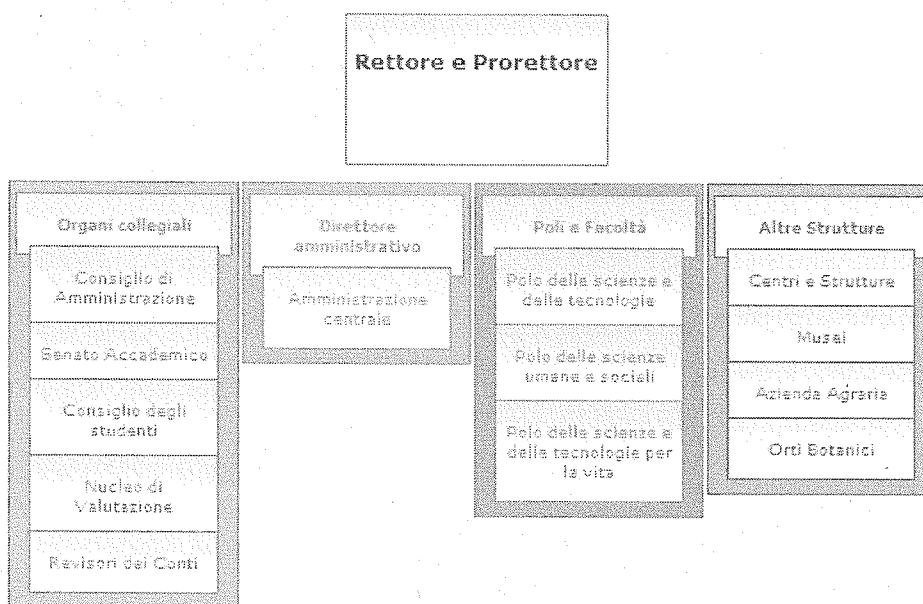 Rettore e Prorettore
Organi collegiali
Consiglio di
Amministrazione
Senato Accademico
Consiglio degli
studenti
Nucleo di
Valutazione
Revisori dei Conti
Direttore
amministrativo
Amministrazione
centrale
Poli e Facoltà
Polo delle scienze e
delle tecnologie
Polo delle scienze
umane e sociali
Polo delle scienze e
delle tecnologie per
la vita
Altre Strutture
Centri e Strutture
Musei
Azienda Agraria
Orti Botanici